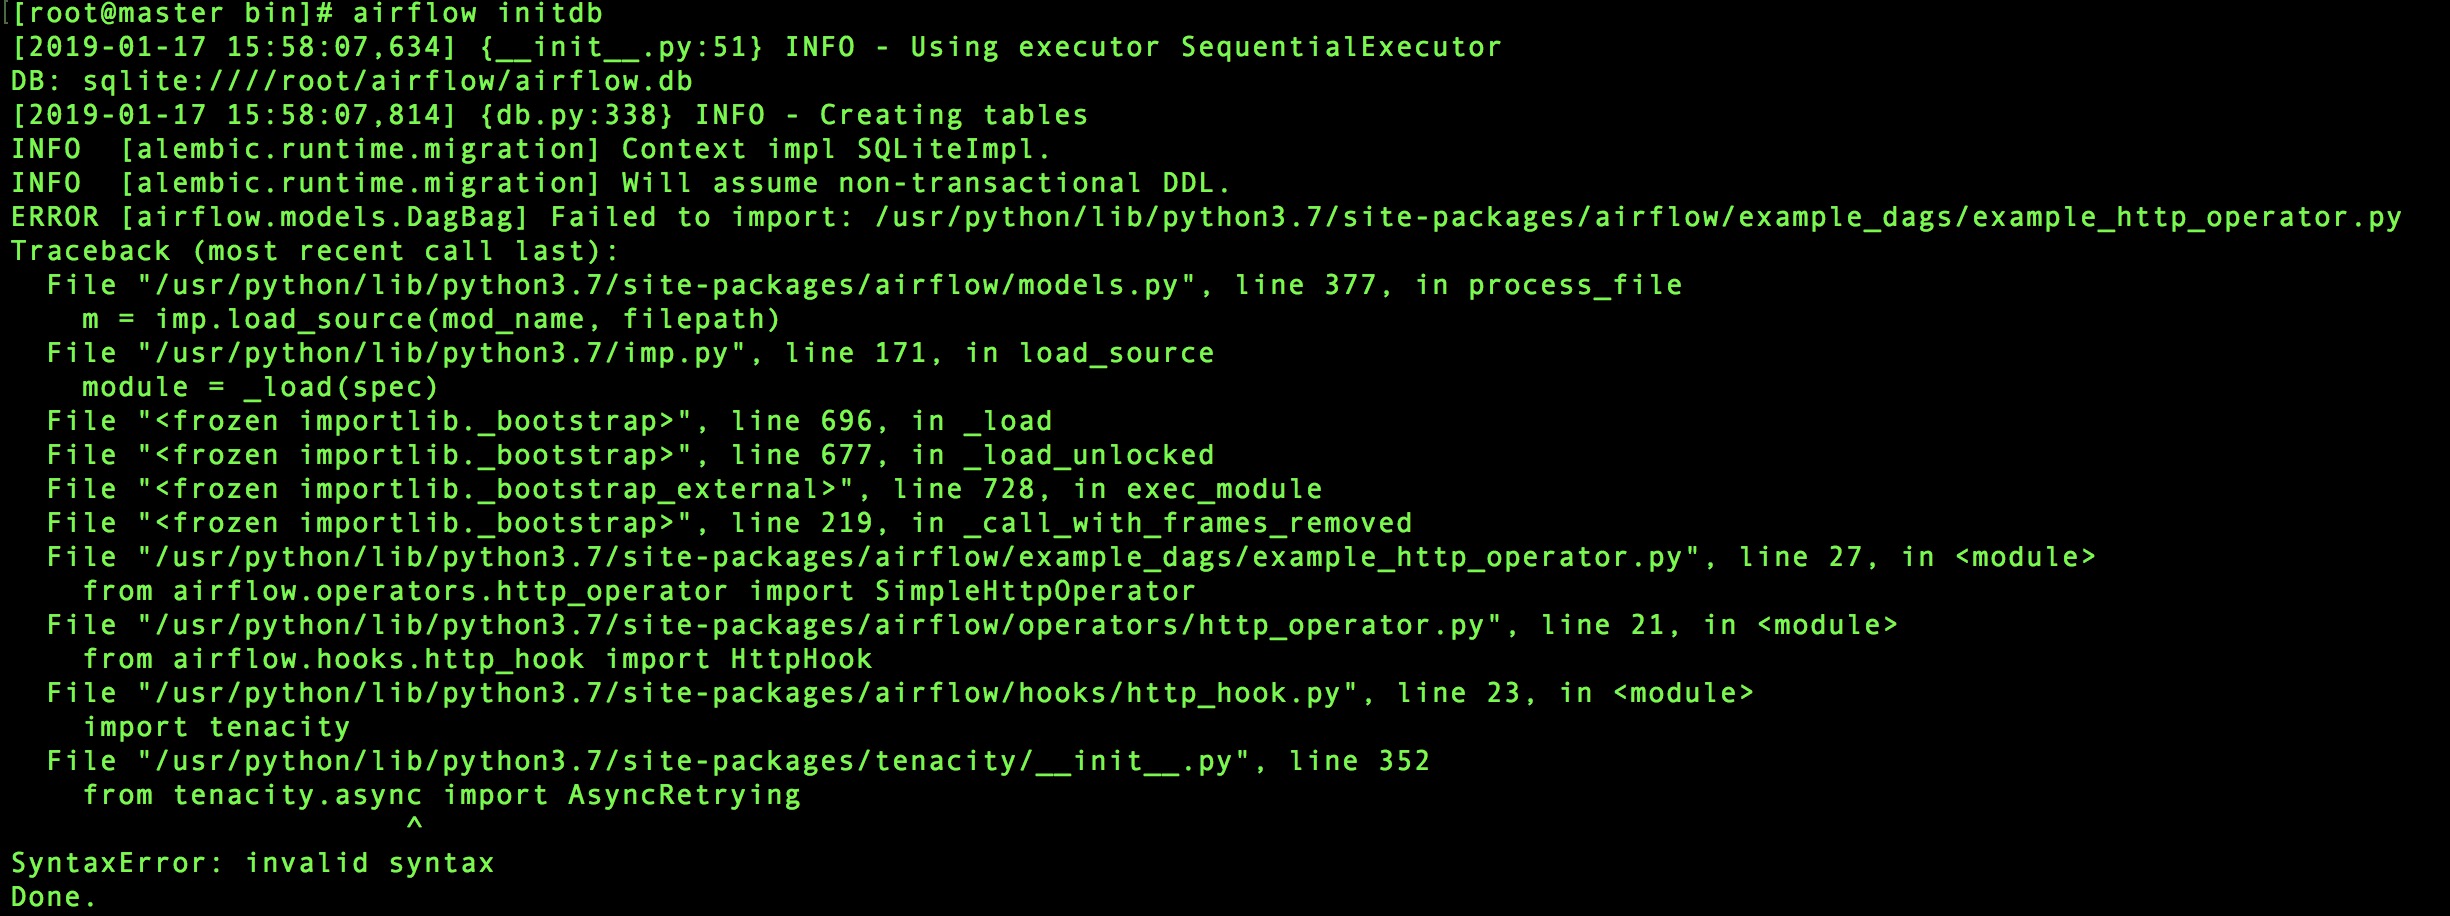 [[root@master bin]# airflow initdb
[2019-01-17 15:58:07,634] {__init__.py:51} INFO - Using executor SequentialExecutor
DB: sqlite:////root/airflow/airflow.db
[2019-01-17 15:58:07,814] {db.py:338} INFO - Creating tables
INFO  [alembic.runtime.migration] Context impl SQLiteImpl.
INFO  [alembic.runtime.migration] Will assume non-transactional DDL.
ERROR [airflow.models.DagBag] Failed to import: /usr/python/lib/python3.7/site-packages/airflow/example_dags/example_http_operator.py
Traceback (most recent call last):
  File "/usr/python/lib/python3.7/site-packages/airflow/models.py", line 377, in process_file
    m = imp.load_source(mod_name, filepath)
  File "/usr/python/lib/python3.7/imp.py", line 171, in load_source
    module = _load(spec)
  File "<frozen importlib._bootstrap>", line 696, in _load
  File "<frozen importlib._bootstrap>", line 677, in _load_unlocked
  File "<frozen importlib._bootstrap_external>", line 728, in exec_module
  File "<frozen importlib._bootstrap>", line 219, in _call_with_frames_removed
  File "/usr/python/lib/python3.7/site-packages/airflow/example_dags/example_http_operator.py", line 27, in <module>
    from airflow.operators.http_operator import SimpleHttpOperator
  File "/usr/python/lib/python3.7/site-packages/airflow/operators/http_operator.py", line 21, in <module>
    from airflow.hooks.http_hook import HttpHook
  File "/usr/python/lib/python3.7/site-packages/airflow/hooks/http_hook.py", line 23, in <module>
    import tenacity
  File "/usr/python/lib/python3.7/site-packages/tenacity/__init__.py", line 352
    from tenacity.async import AsyncRetrying
                      ^
SyntaxError: invalid syntax
Done.